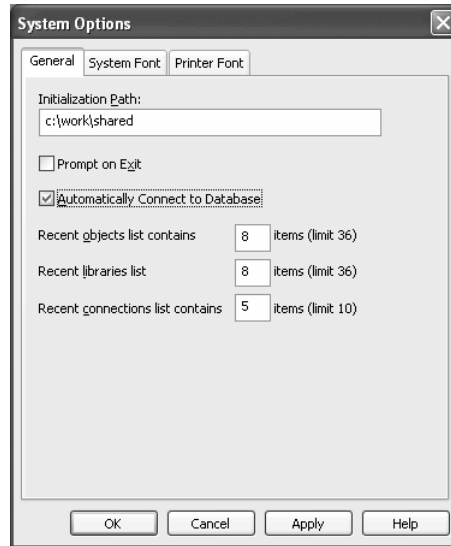 System Options
General System Font Printer Font
Initialization Path:
c:\work\shared
Prompt on Exit
Automatically Connect to Database
Recent objects list contains 8 items (limit 36)
Recent libraries list 8 items (limit 36)
Recent connections list contains 5 items (limit 10)
OK Cancel Apply Help